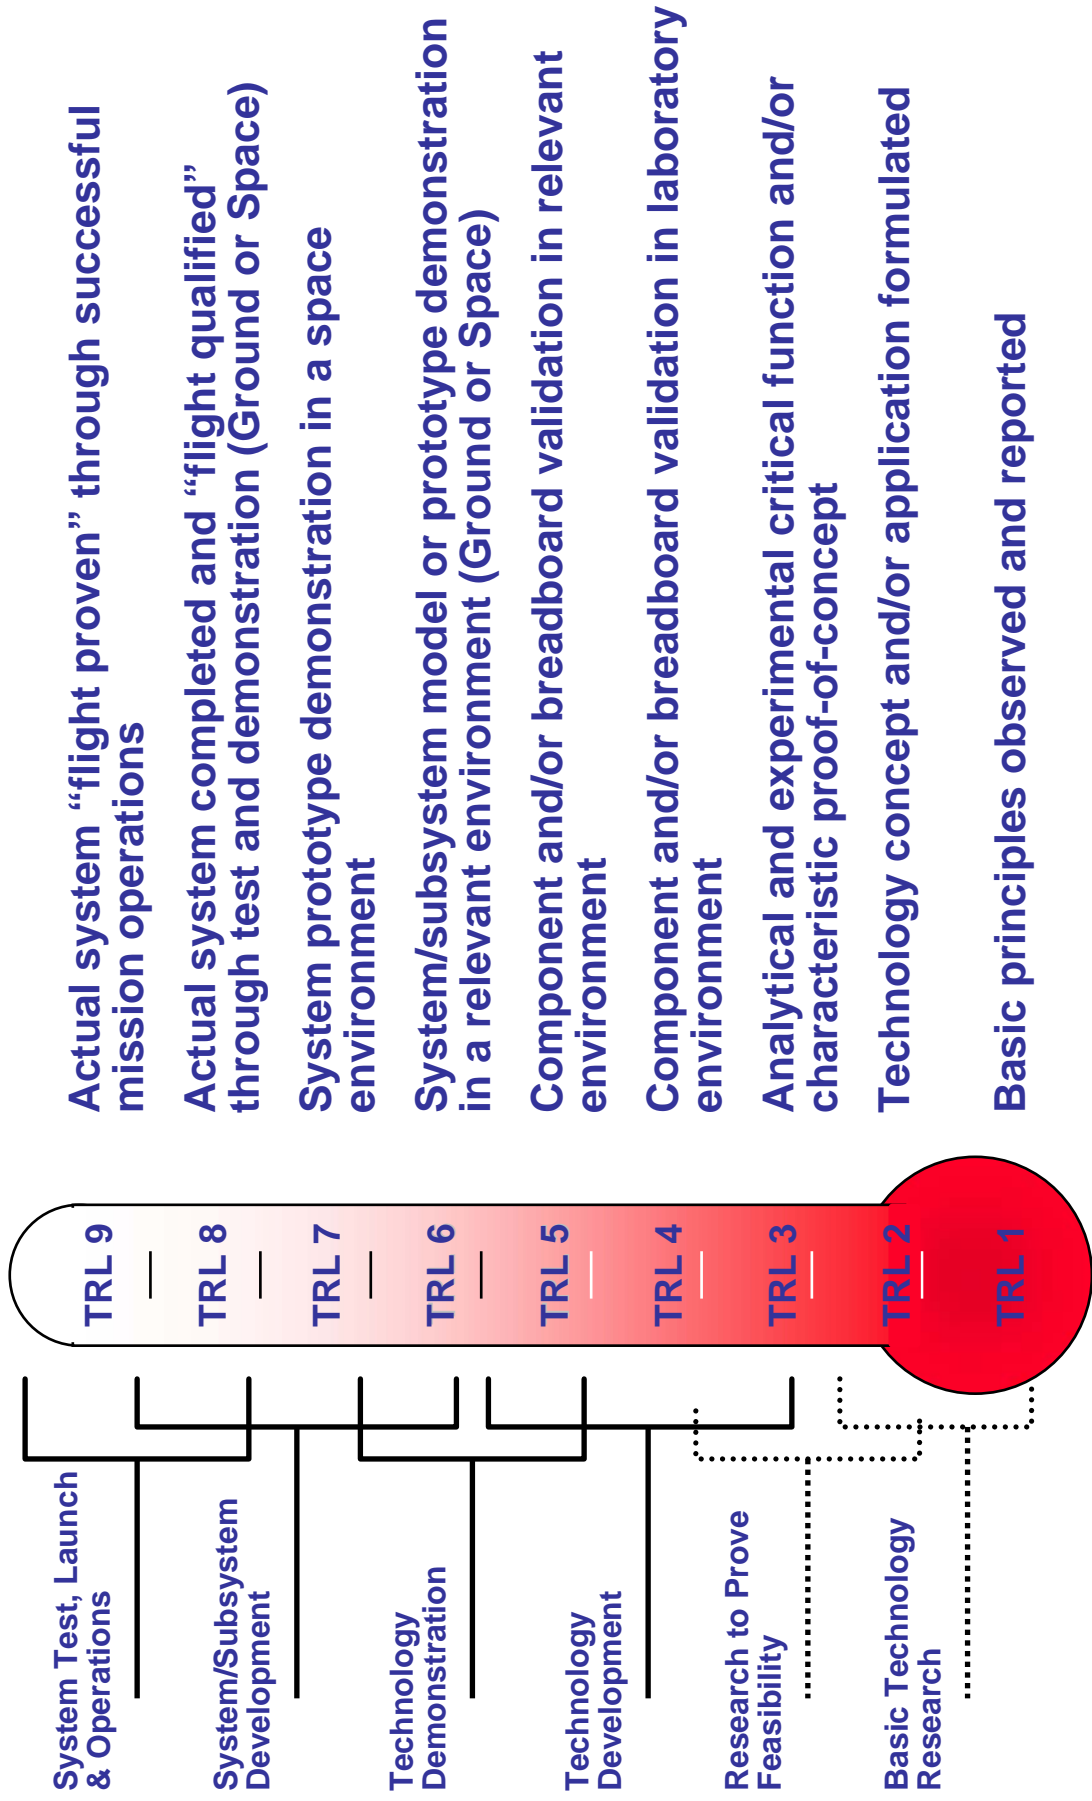 System Test, Launch
& Operations
System/Subsystem
Development
Technology
Demonstration
Technology
Development
Research to Prove
Feasibility
Basic Technology
Research
TRL 9
TRL 8
TRL 7
TRL 6
TRL 5
TRL 4
TRL 3
TRL 2
TRL 1
Actual system “flight proven” through successful
mission operations
Actual system completed and “flight qualified”
through test and demonstration (Ground or Space)
System prototype demonstration in a space
environment
System/subsystem model or prototype demonstration
in a relevant environment (Ground or Space)
Component and/or breadboard validation in relevant
environment
Component and/or breadboard validation in laboratory
environment
Analytical and experimental critical function and/or
characteristic proof-of-concept
Technology concept and/or application formulated
Basic principles observed and reported